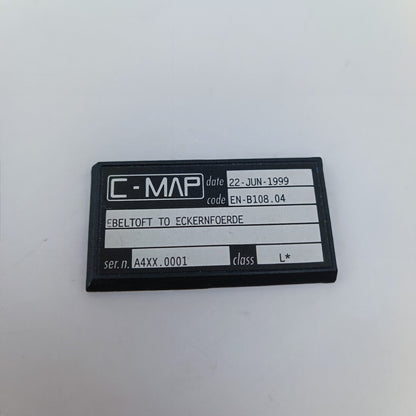 C-MAP date 22-JUN-1999
code EN-B108.04
EBELTOFT TO ECKERNFOERDE
ser.n. A4XX.0001 class L*